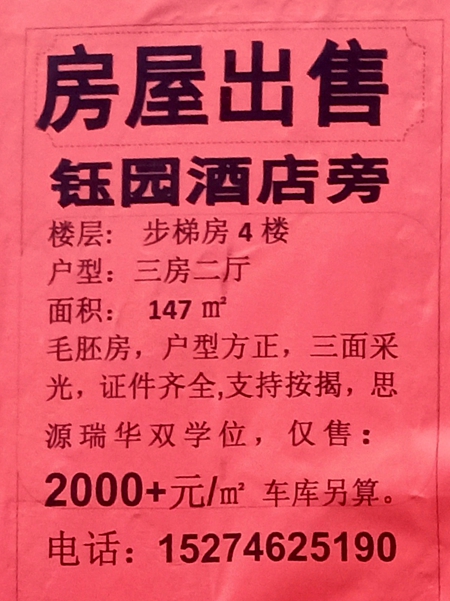 房屋出售
钰园酒店旁
楼层： 步梯房4楼
户型：三房二厅
面积： 147㎡
毛胚房，户型方正，三面采
光，证件齐全,支持按揭，思
源瑞华双学位，仅售：
2000+元/㎡ 车库另算。
电话：15274625190